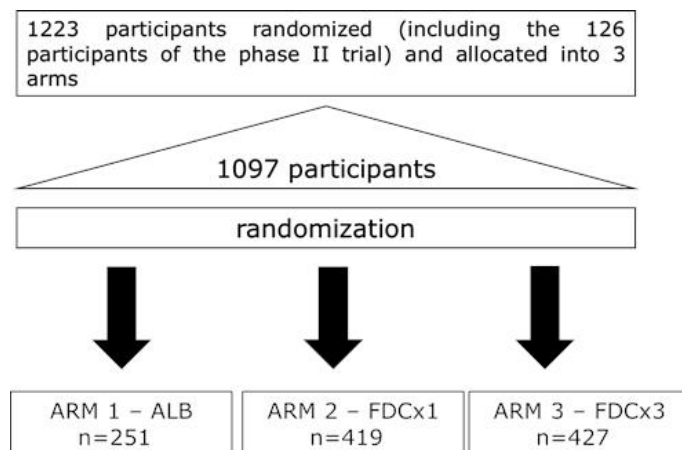 1223 participants randomized (including the 126
participants of the phase II trial) and allocated into 3
arms
1097 participants
randomization
ARM 1 – ALB
n=251
ARM 2 – FDCx1
n=419
ARM 3 – FDCx3
n=427